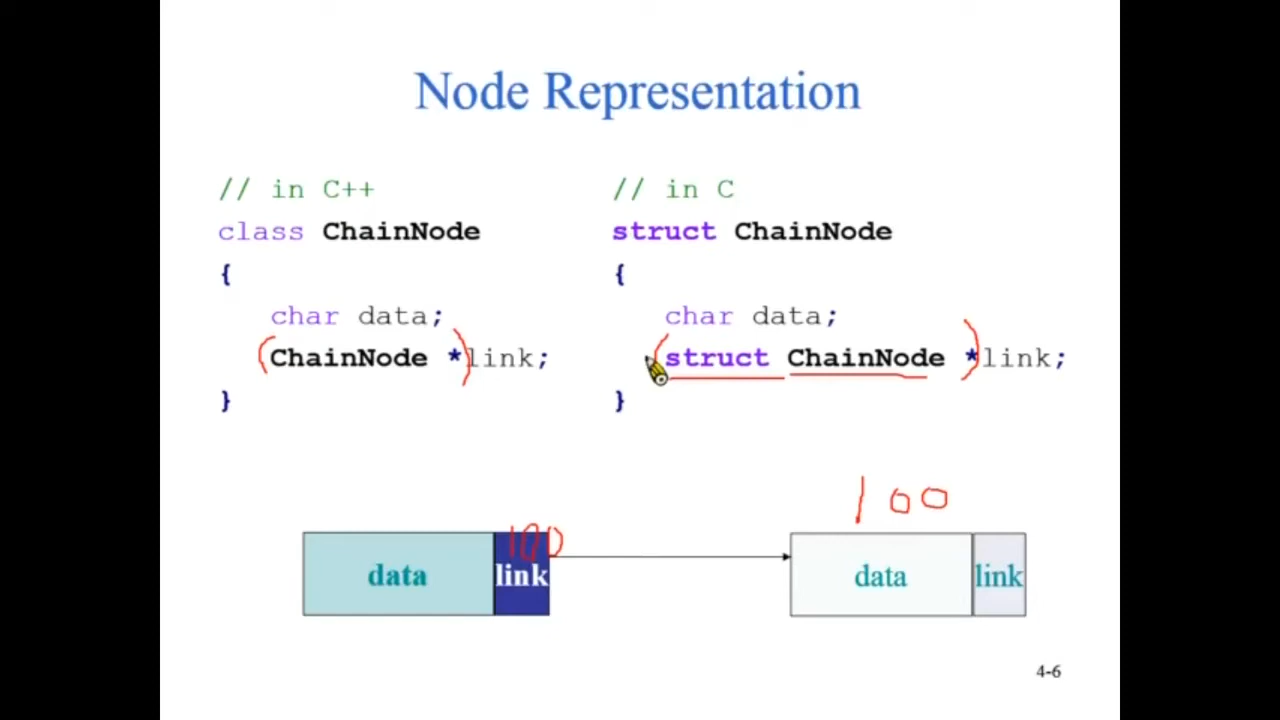 Node Representation
// in C++
class ChainNode
{
char data;
ChainNode *link;
}
// in C
struct ChainNode
{
char data;
struct ChainNode *link;
}
100
100
data link
data link
4-6